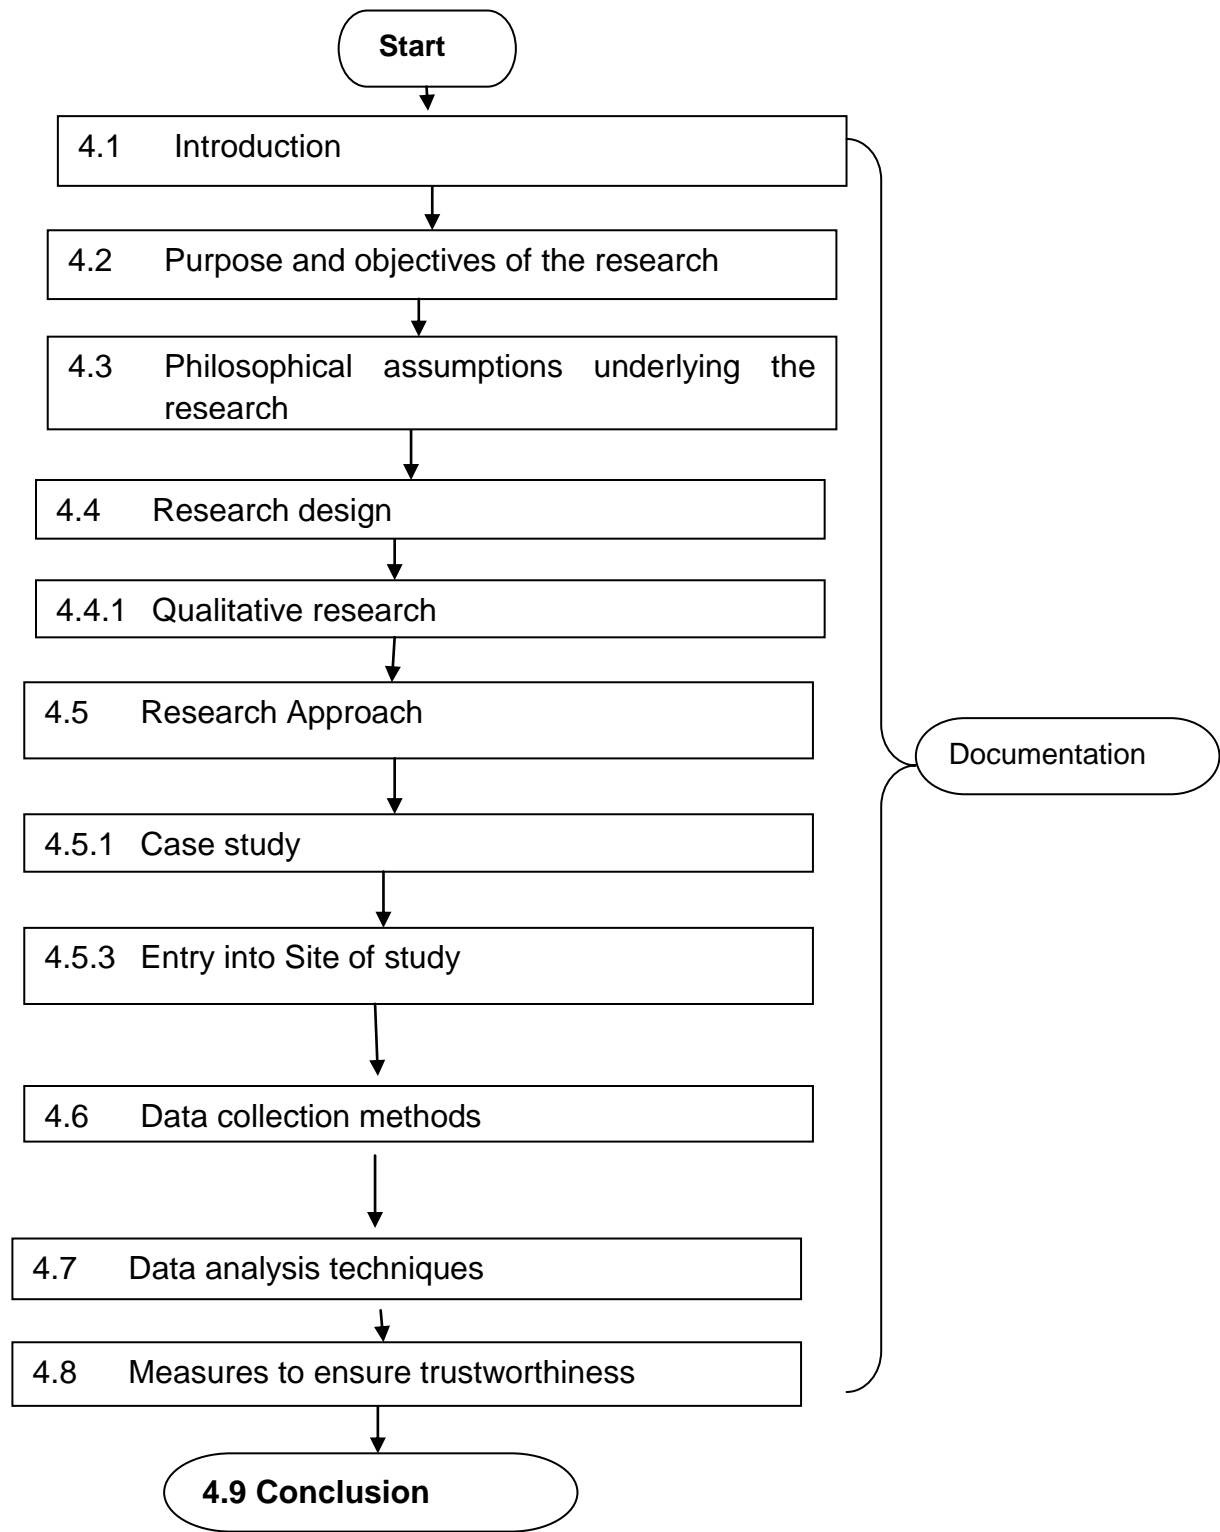 Start
4.1 Introduction
4.2 Purpose and objectives of the research
4.3 Philosophical assumptions underlying the
research
4.4 Research design
4.4.1 Qualitative research
4.5 Research Approach
Documentation
4.5.1 Case study
4.5.3 Entry into Site of study
4.6 Data collection methods
4.7 Data analysis techniques
4.8 Measures to ensure trustworthiness
4.9 Conclusion